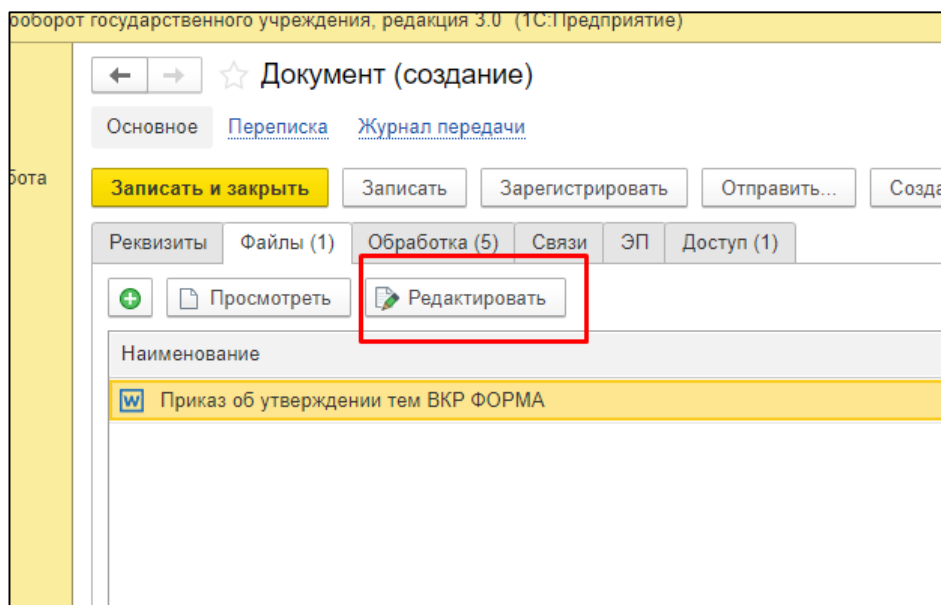 рооборот государственного учреждения, редакция 3.0 (1С:Предприятие)
Документ (создание)
Основное Переписка Журнал передачи
бота
Записать и закрыть Записать Зарегистрировать Отправить... Созда
Реквизиты Файлы (1) Обработка (5) Связи ЭП Доступ (1)
Просмотреть Редактировать
Наименование
W Приказ об утверждении тем ВКР ФОРМА